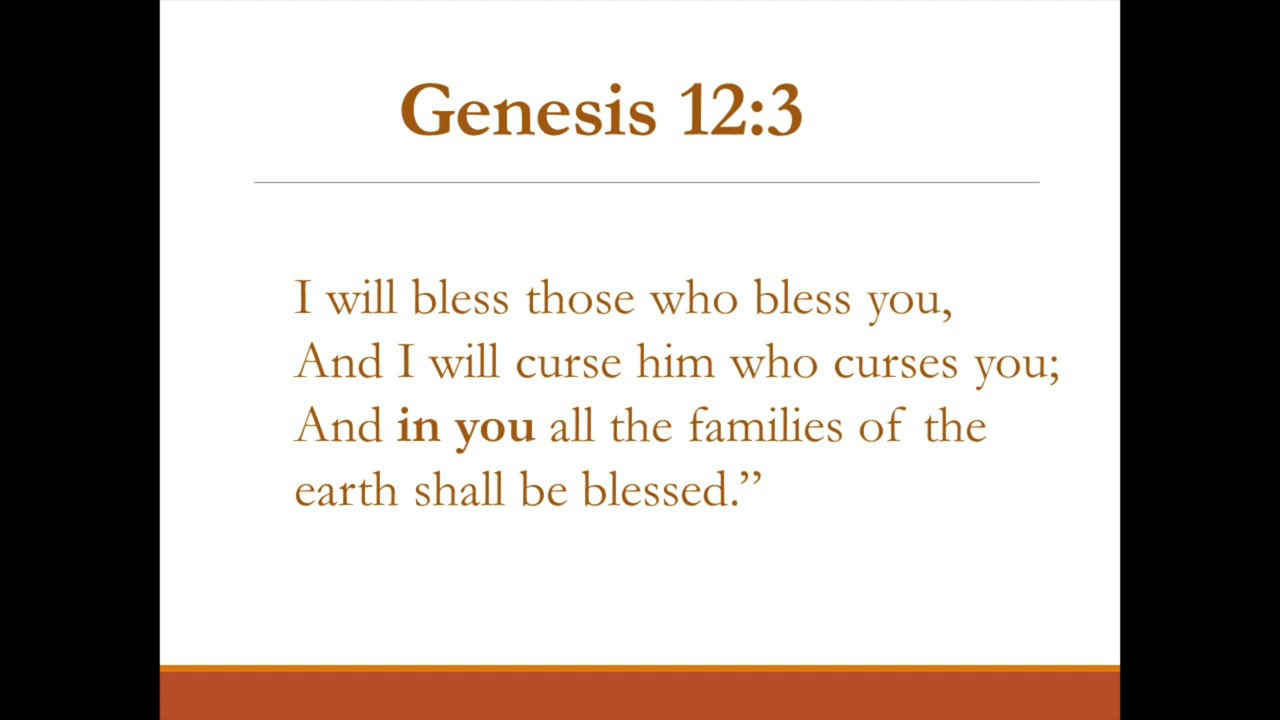 Genesis 12:3
I will bless those who bless you,
And I will curse him who curses you;
And in you all the families of the
earth shall be blessed.”